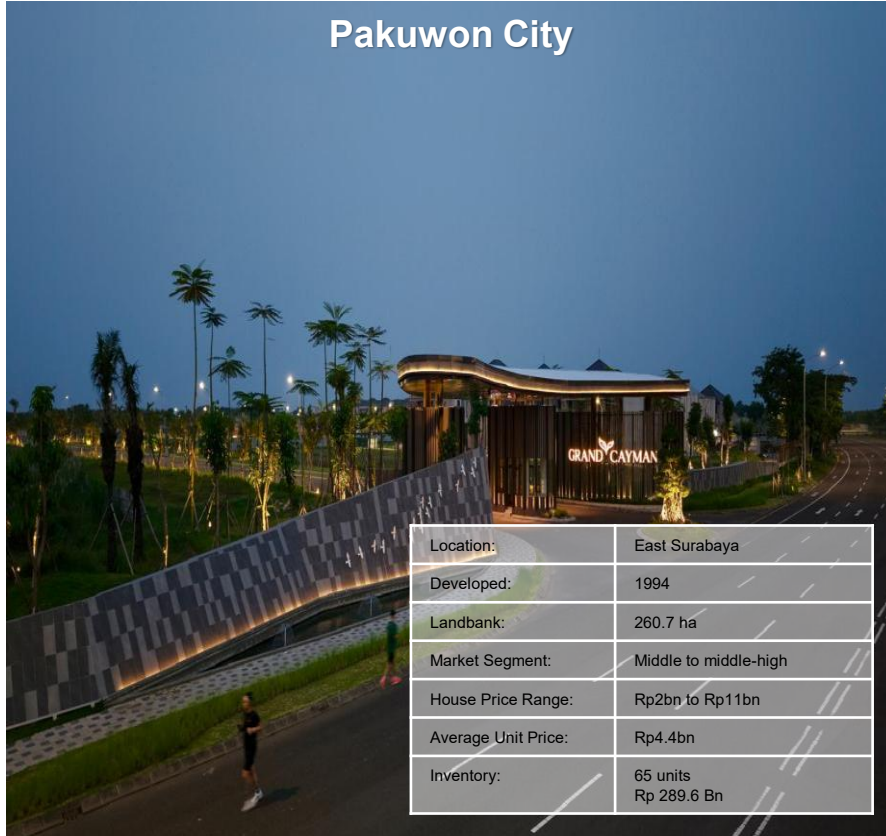 Pakuwon City
GRAND CAYMAN
Location: East Surabaya
Developed: 1994
Landbank: 260.7 ha
Market Segment: Middle to middle-high
House Price Range: Rp2bn to Rp11bn
Average Unit Price: Rp4.4bn
Inventory: 65 units
Rp 289.6 Bn